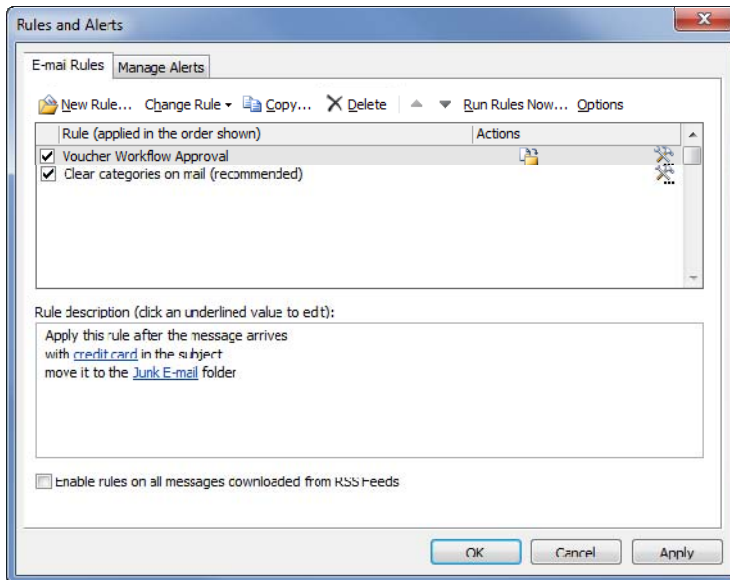 Rules and Alerts
E-mai Rules Manage Alerts
New Rule... Change Rule Copy... Delete Run Rules Now... Options
Rule (applied in the order shown) Actions
Voucher Workflow Approval
Clear categories on mail (recommended)
Rule description (click an underlined value to edit):
Apply this rule after the message arrives
with credit card in the subject
move it to the Junk E-mail folder
Enable rules on all messages cownloaded from RSS Feeds
OK Cancel Apply